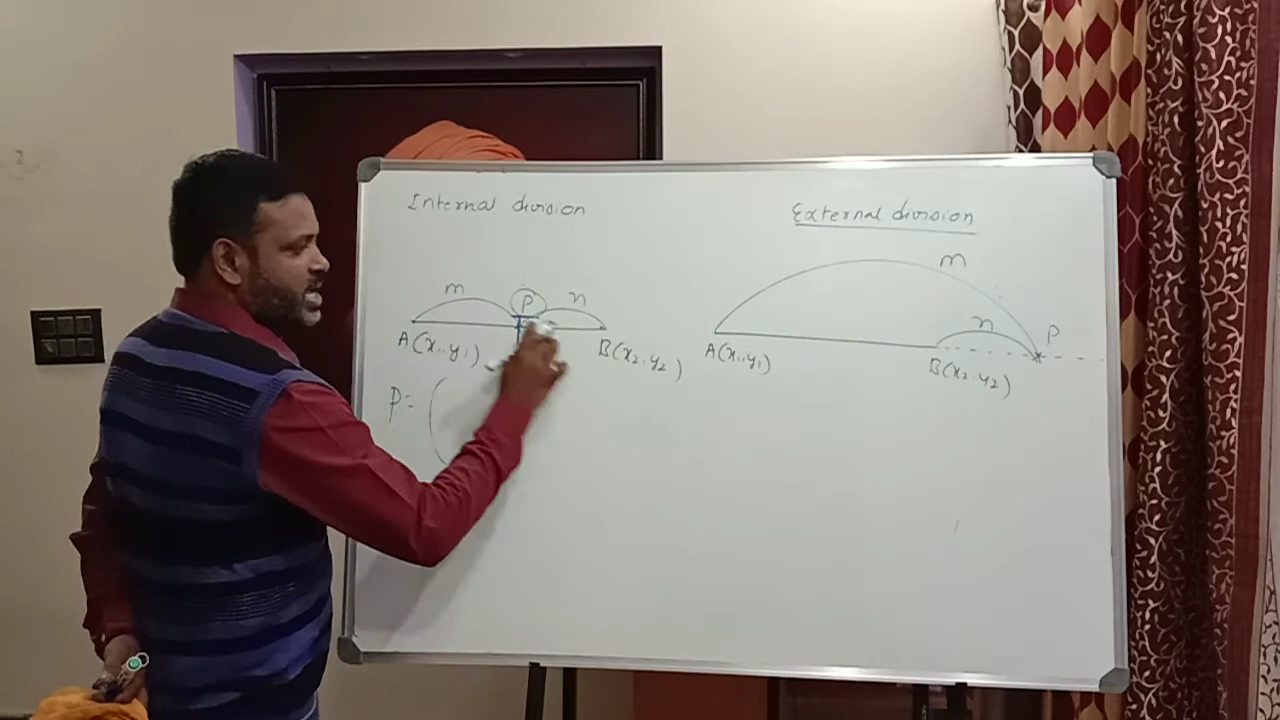 Internal division
m P n
A(x₁, y₁) B(x₂, y₂)
P = (
External division
m
n P
A(x₁, y₁) B(x₂, y₂)